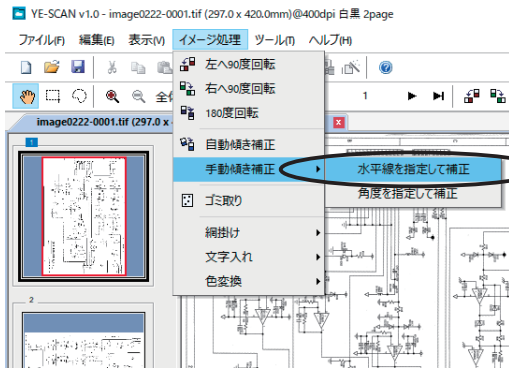 YE-SCAN v1.0 - image0222-0001.tif (297.0 x 420.0mm)@400dpi 白黒 2page
ファイル(F) 編集(E) 表示(V) イメージ処理 ツール(T) ヘルプ(H)
左へ90度回転
右へ90度回転
180度回転
自動傾き補正
手動傾き補正
水平線を指定して補正
角度を指定して補正
ゴミ取り
網掛け
文字入れ
色変換
全体
1
image0222-0001.tif (297.0 x
1
2